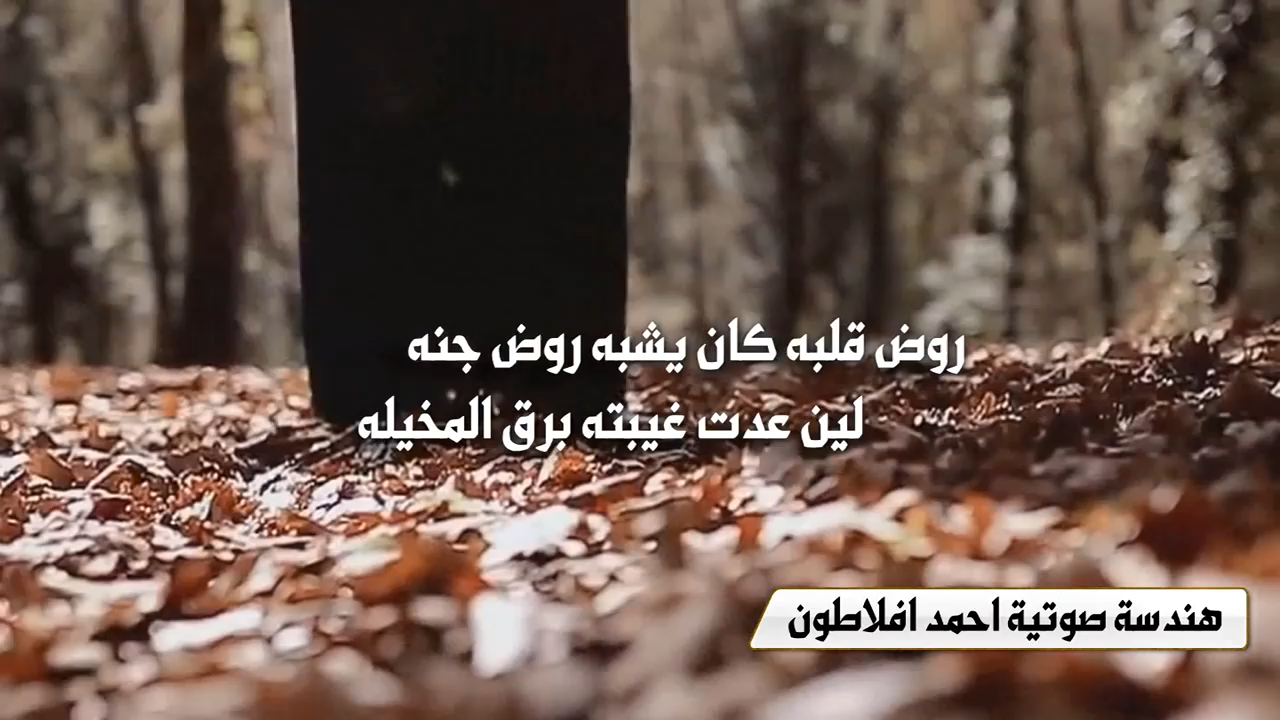 روض قلبه كان يشبه روض جنه
لين عدت غيبته برق المخيله
هندسة صوتية احمد افلاطون